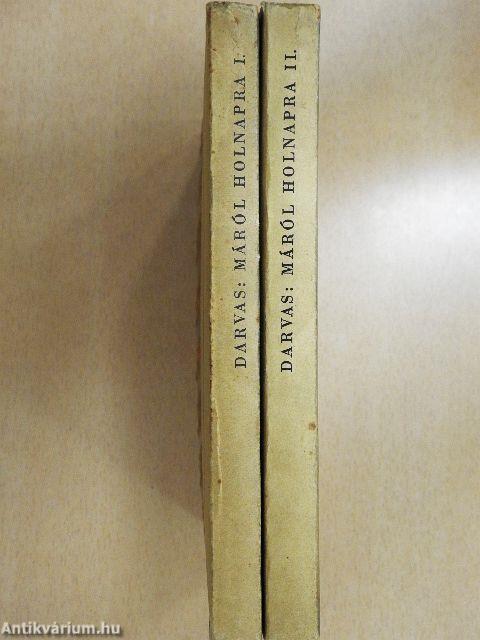 DARVAS: MÁRÓL HOLNAPRA I.
DARVAS: MÁRÓL HOLNAPRA II.
Antikvárium.hu